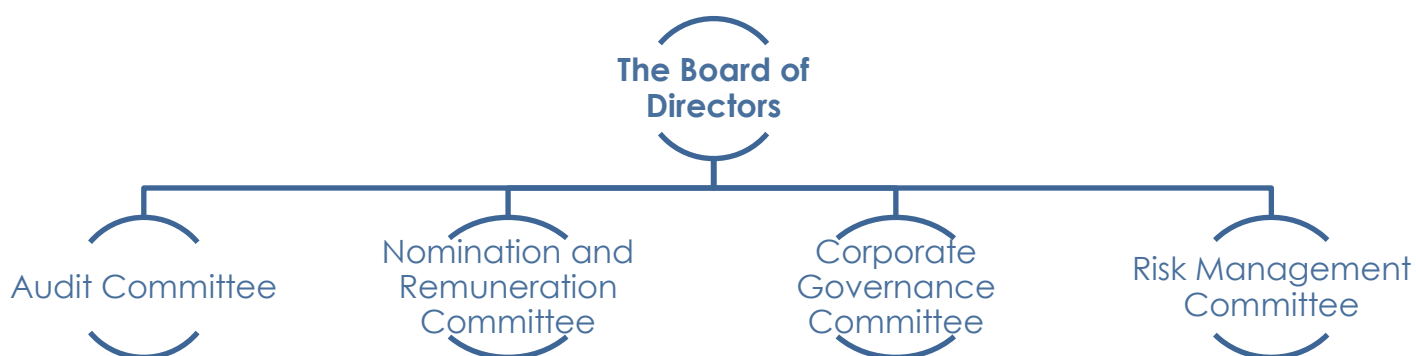 The Board of
Directors
Audit Committee
Nomination and
Remuneration
Committee
Corporate
Governance
Committee
Risk Management
Committee